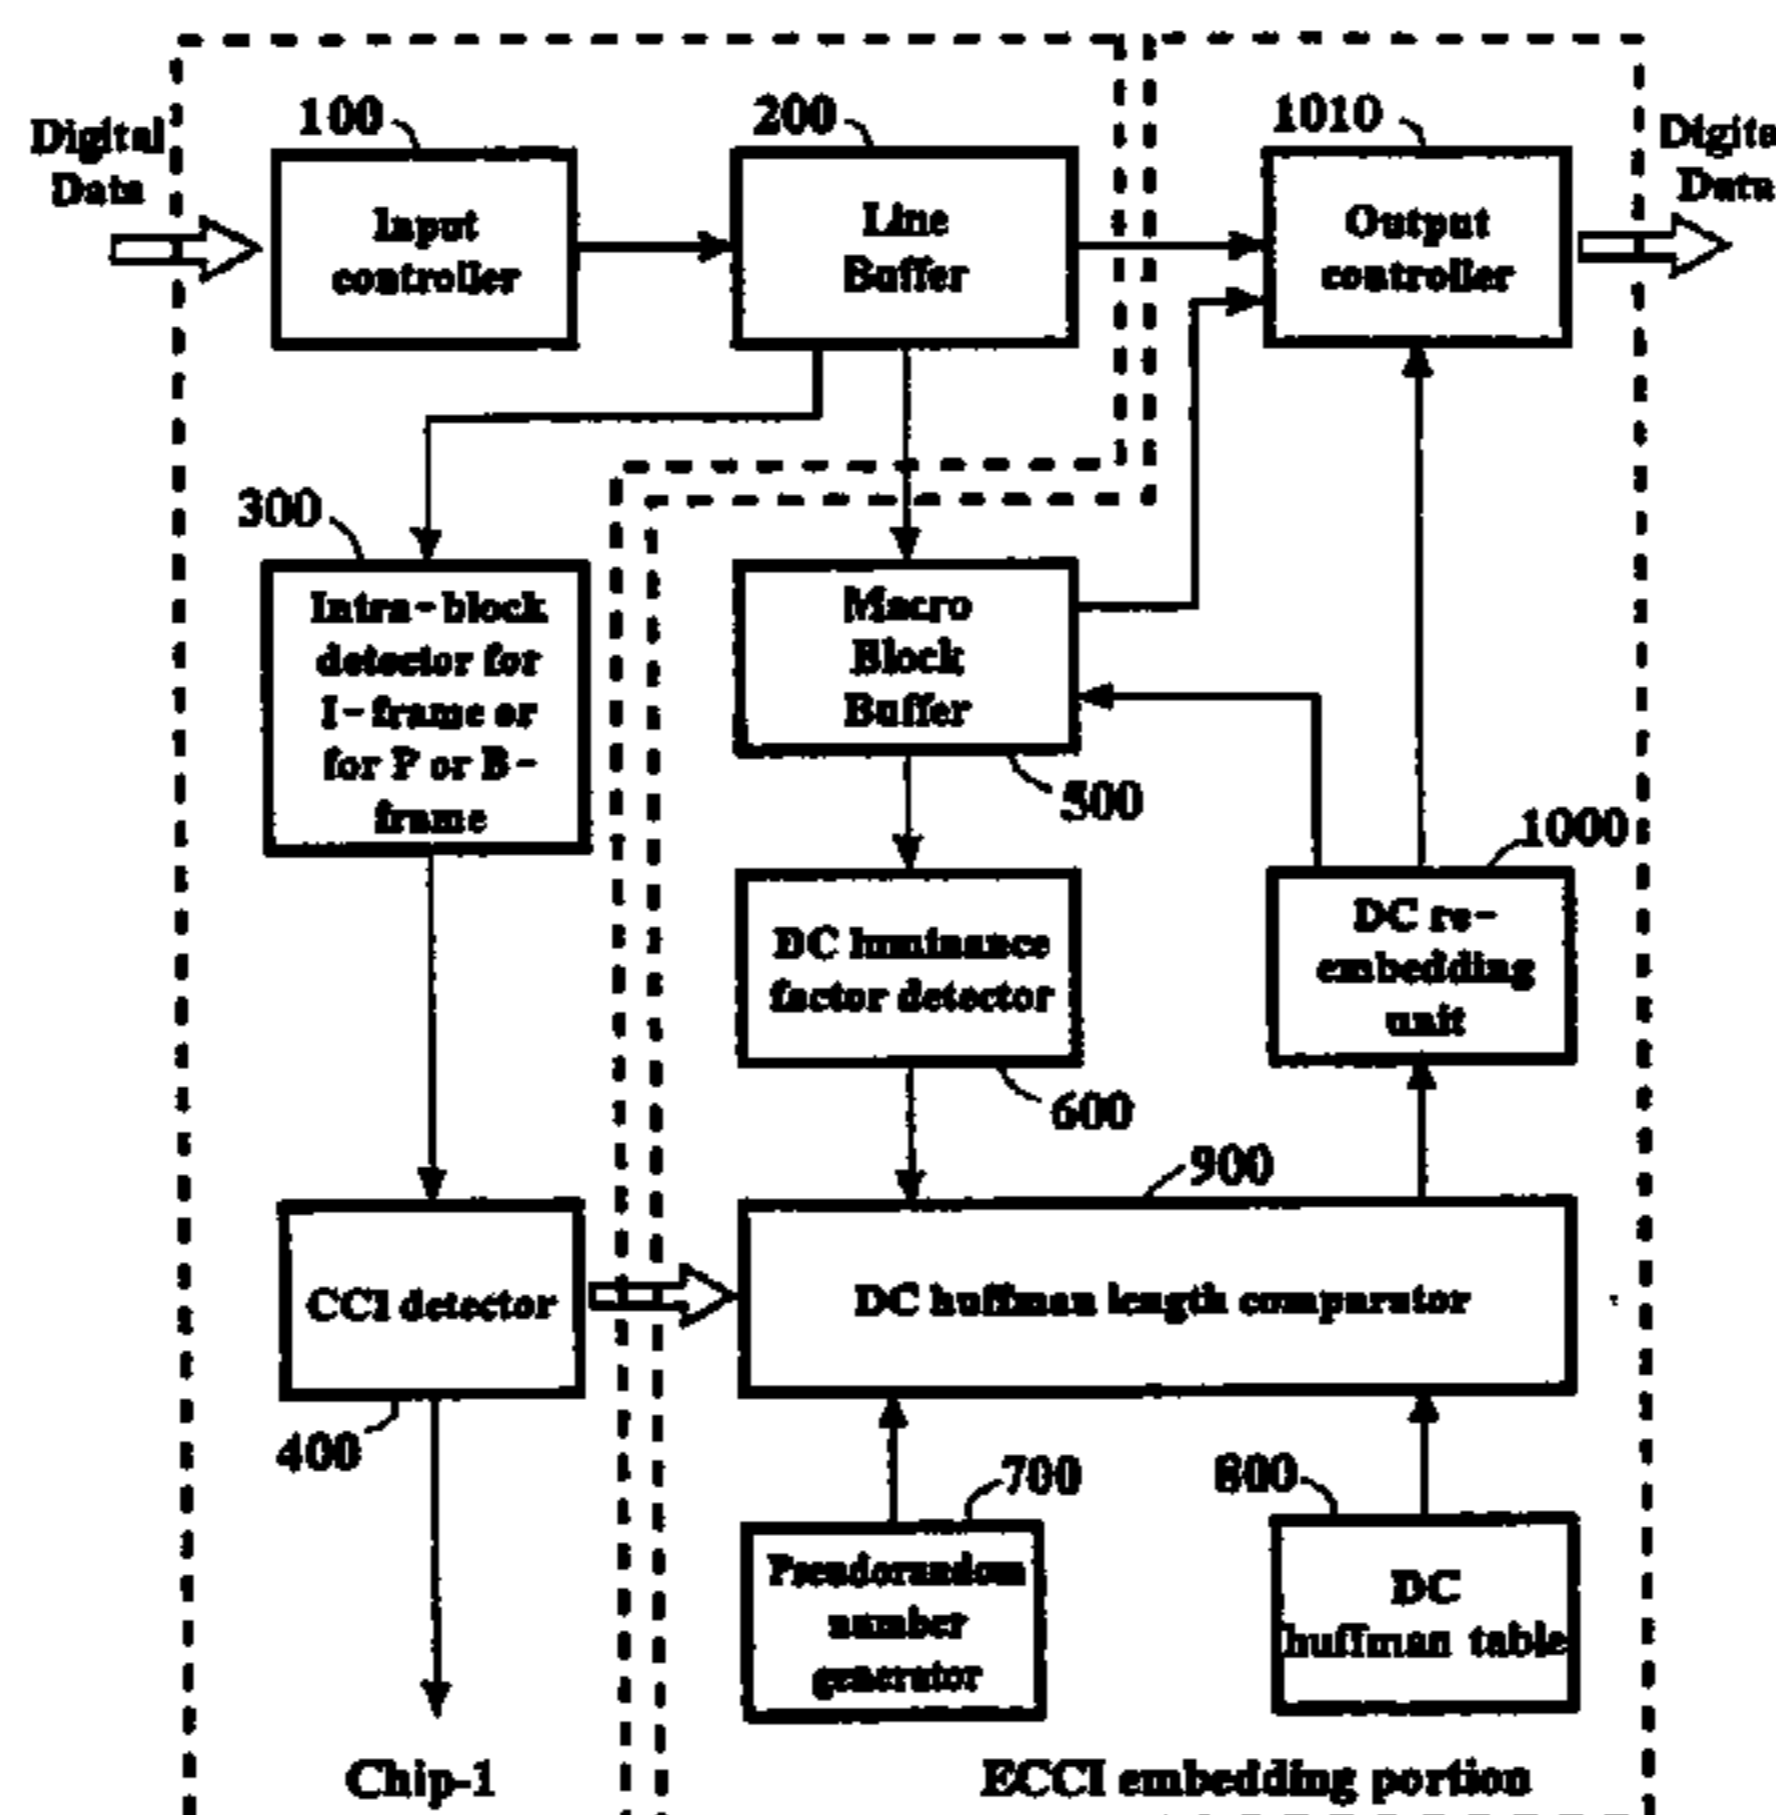 100
200
1010
Digital
Data
Input
controller
Line
Buffer
Output
controller
Digita
Data
300
Intra-block
detector for
I-frame or
for P or B-
frame
Macro
Block
Buffer
500
1000
DC luminance
factor detector
DC re-
embedding
unit
600
900
CCI detector
DC huffman length comparator
400
700
800
Pseudorandom
number
generator
DC
huffman table
Chip-1
ECCI embedding portion